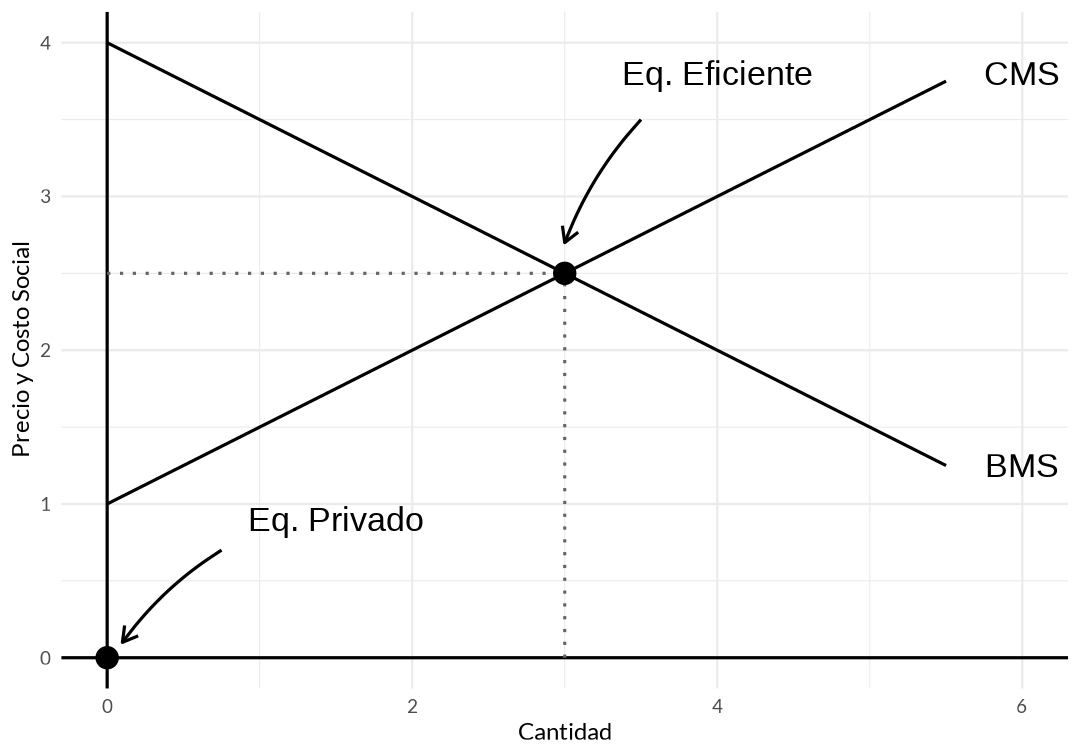 4
Eq. Eficiente
CMS
3
Precio y Costo Social
2
BMS
1
Eq. Privado
0
0
2
4
6
Cantidad